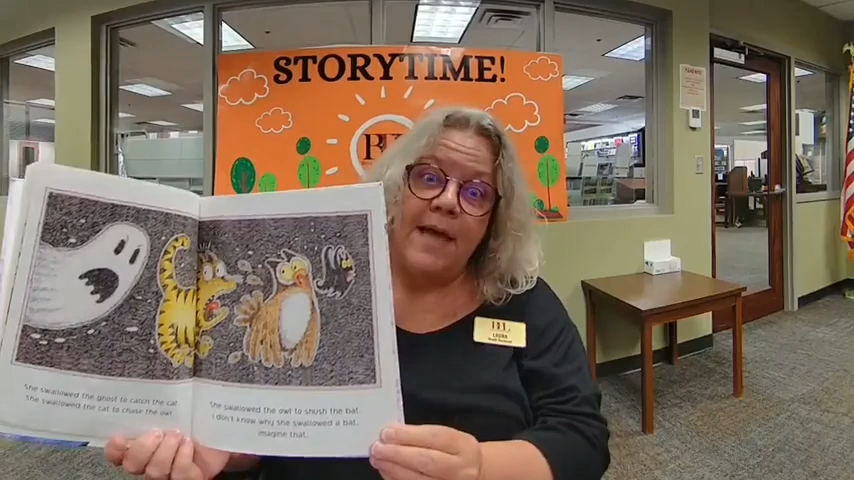 STORYTIME!
She swallowed the ghost to catch the cat.
She swallowed the cat to chase the owl.
She swallowed the owl to shush the bat.
I don't know why she swallowed a bat.
Imagine that.
LAURA